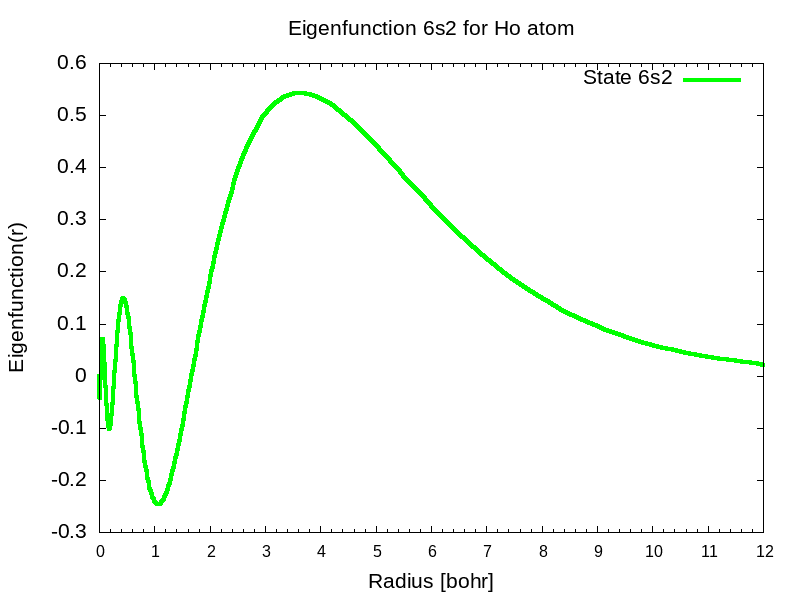 Eigenfunction 6s2 for Ho atom
State 6s2
Eigenfunction(r)
0.6
0.5
0.4
0.3
0.2
0.1
0
-0.1
-0.2
-0.3
0 1 2 3 4 5 6 7 8 9 10 11 12
Radius [bohr]